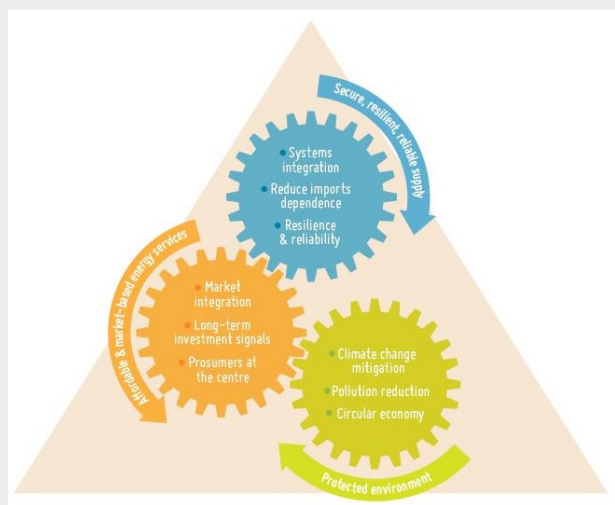 Secure, resilient, reliable supply
• Systems
integration
• Reduce imports
dependence
• Resilience
& reliability
Affordable & market-based energy services
• Market
integration
• Long-term
investment signals
• Prosumers at
the centre
• Climate change
mitigation
• Pollution reduction
• Circular economy
Protected environment